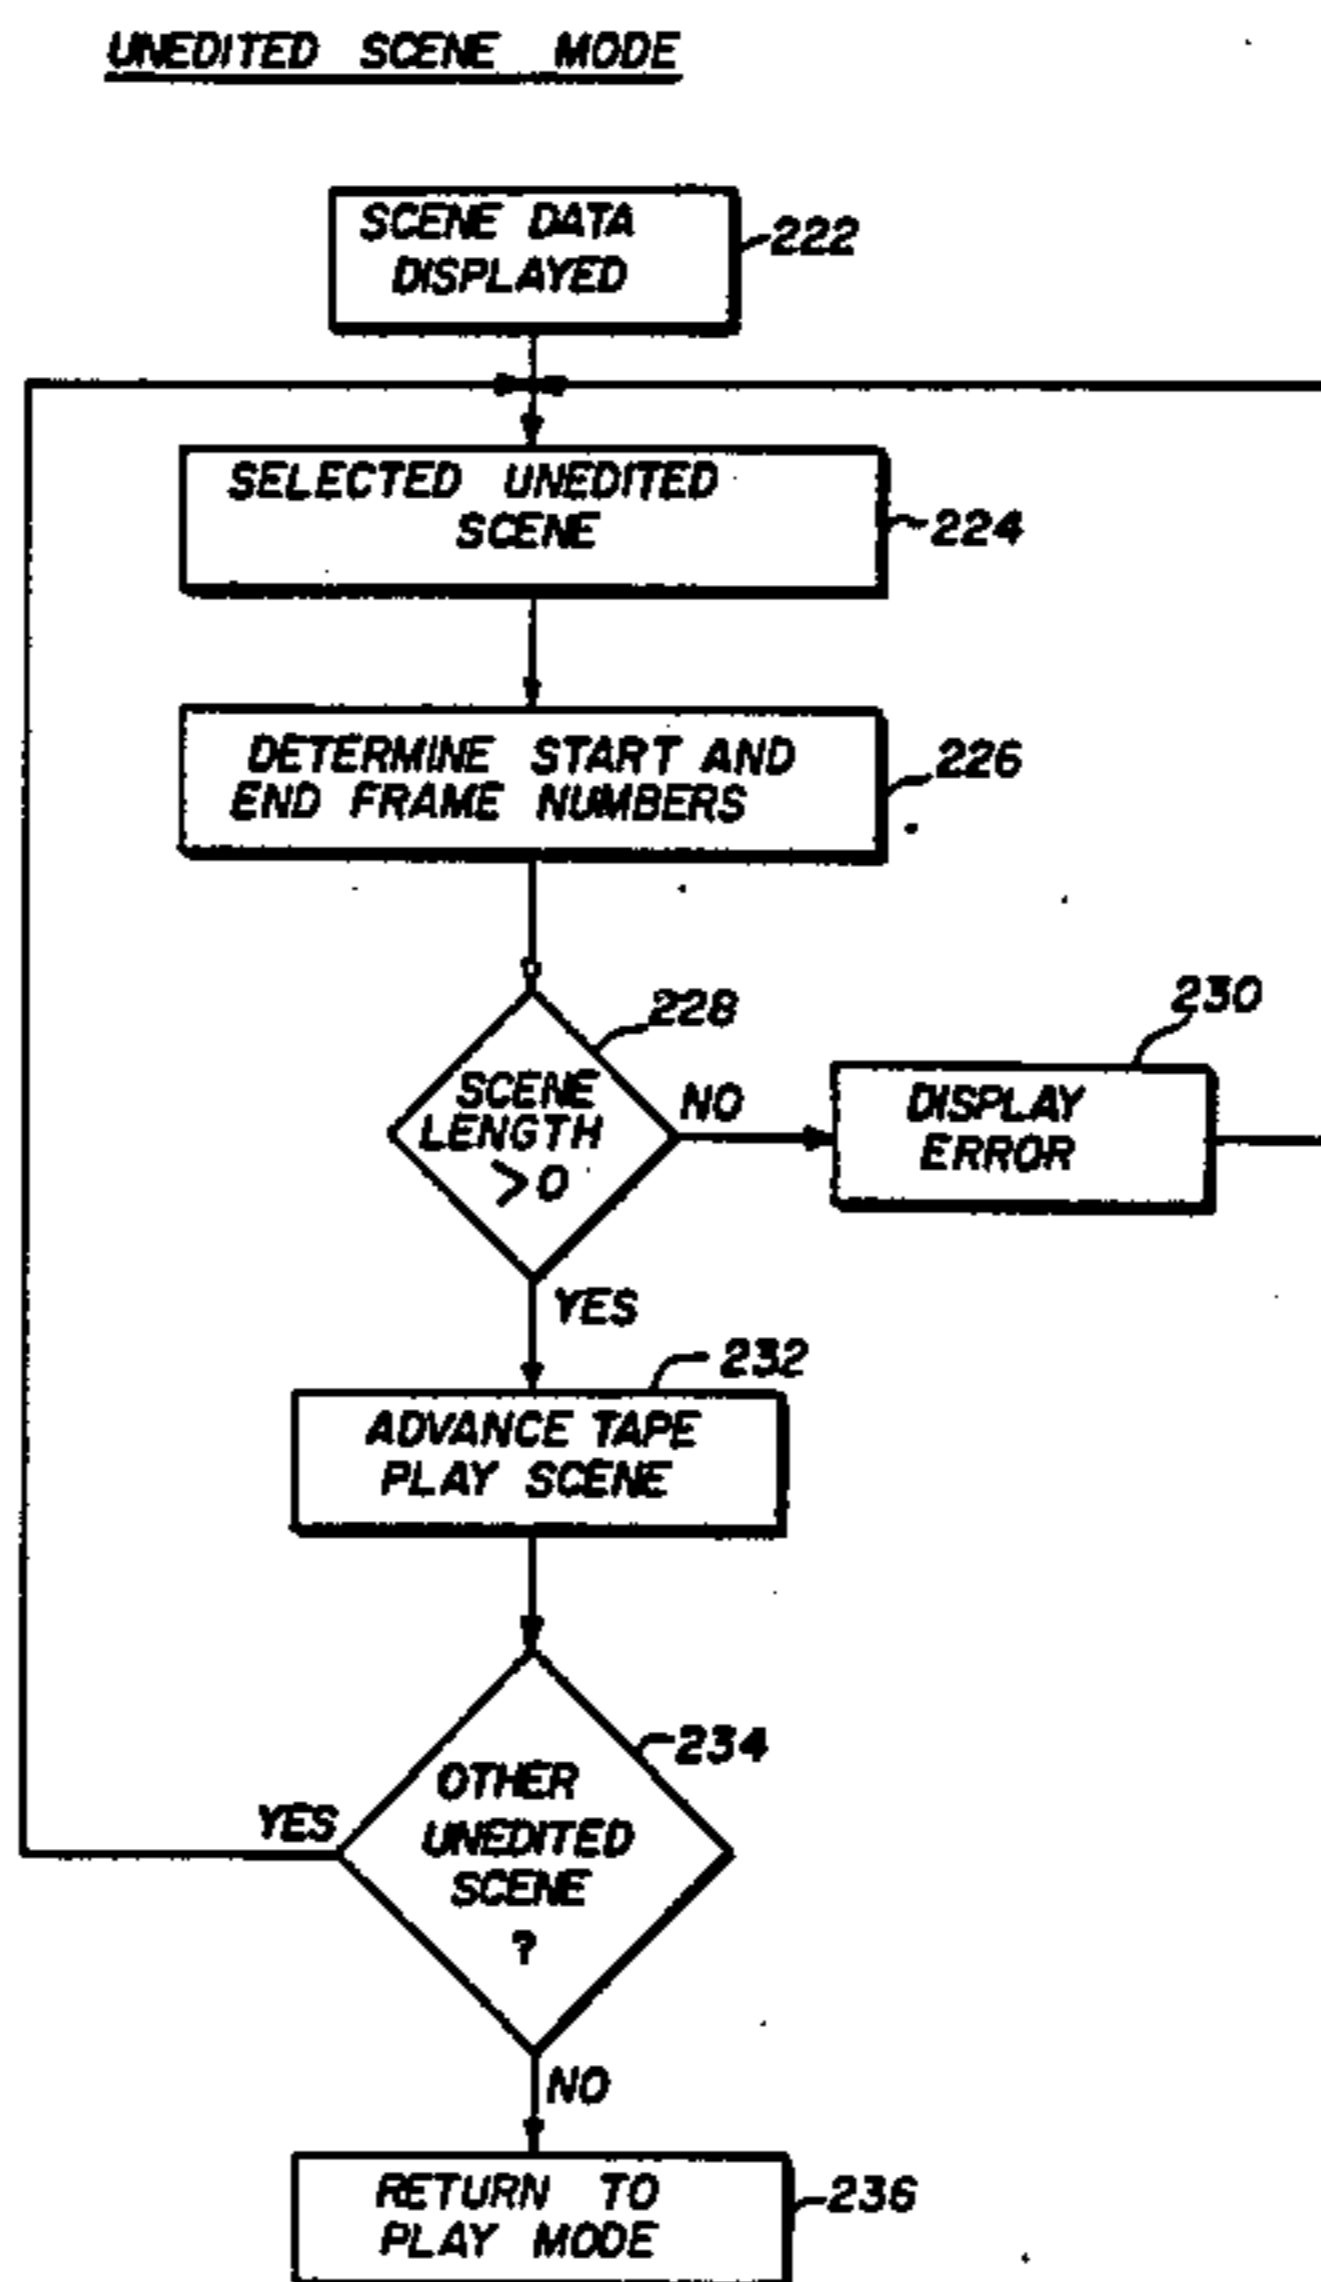 UNEDITED SCENE MODE
SCENE DATA
DISPLAYED
222
SELECTED UNEDITED
SCENE
224
DETERMINE START AND
END FRAME NUMBERS
226
228
SCENE
LENGTH
>0
NO
230
DISPLAY
ERROR
YES
232
ADVANCE TAPE
PLAY SCENE
234
OTHER
UNEDITED
SCENE
?
YES
NO
RETURN TO
PLAY MODE
236